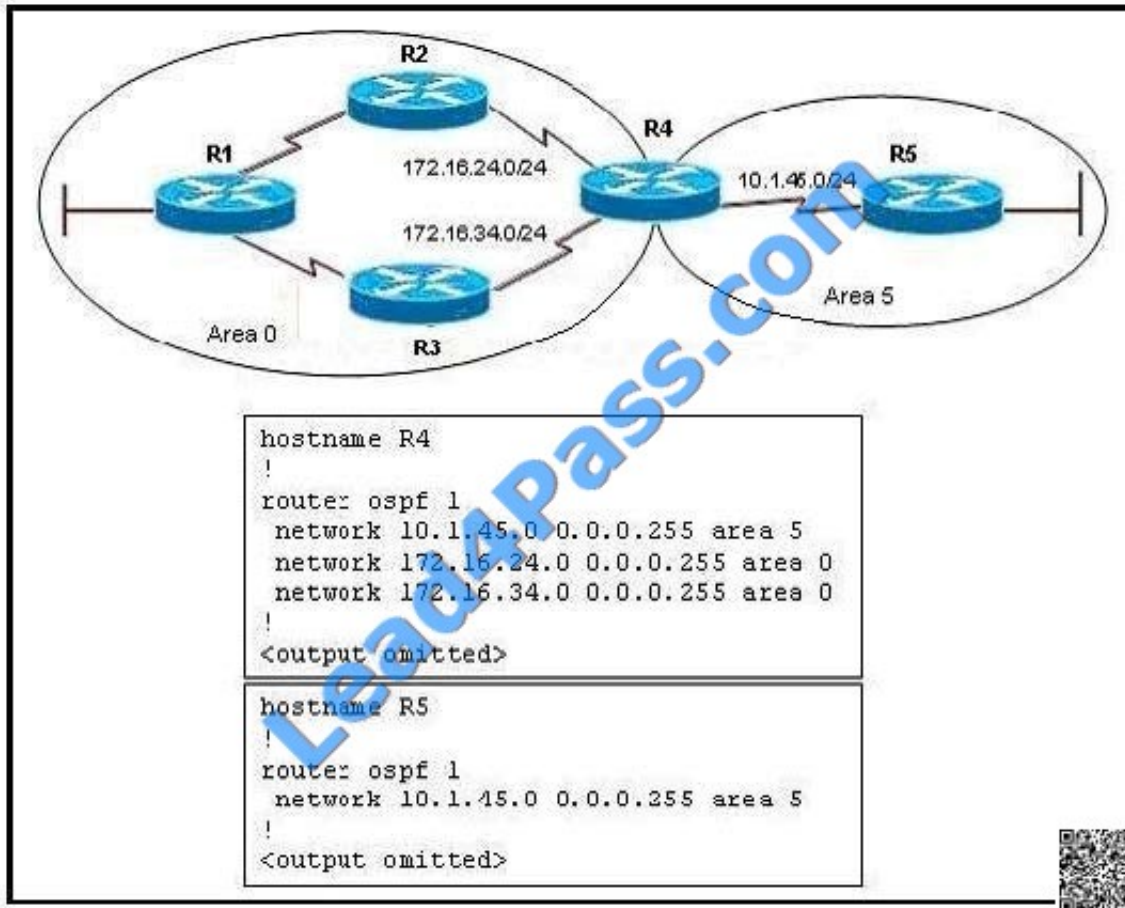 R2
R4
R1
R5
172.16.24.0/24
10.1.45.0/24
172.16.34.0/24
Area 5
Area 0
R3
hostname R4
!
router ospf 1
network 10.1.45.0 0.0.0.255 area 5
network 172.16.24.0 0.0.0.255 area 0
network 172.16.34.0 0.0.0.255 area 0
!
<output omitted>
hostname R5
!
router ospf 1
network 10.1.45.0 0.0.0.255 area 5
!
<output omitted>
Lead4Pass.com